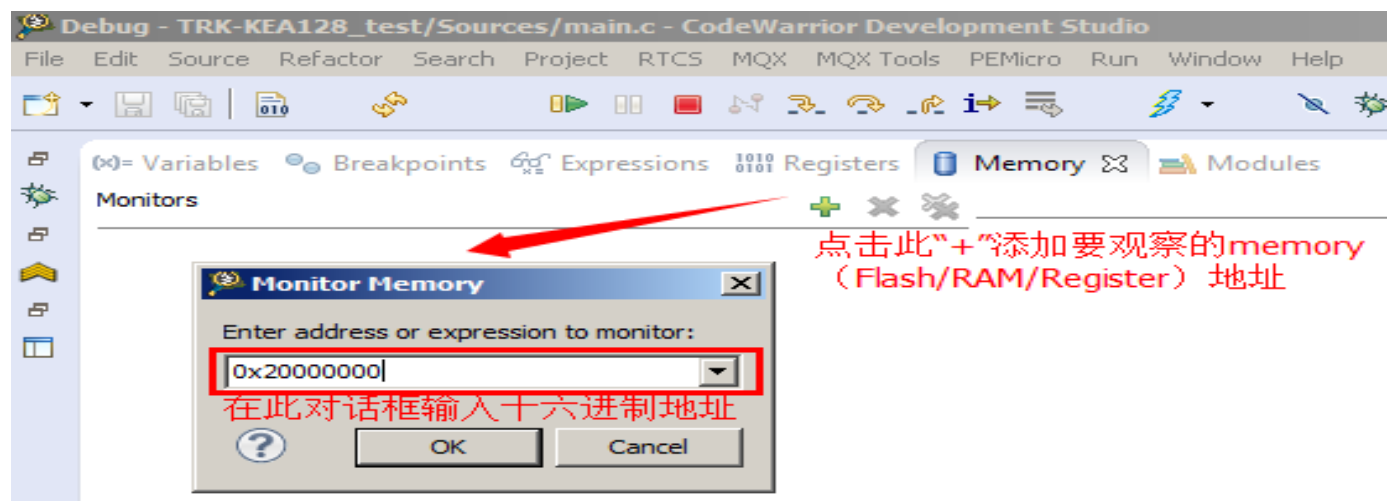 Debug - TRK-KEA128_test/Sources/main.c - CodeWarrior Development Studio
File Edit Source Refactor Search Project RTCS MQX MQX Tools PEMicro Run Window Help
010
i
(x)= Variables Breakpoints Expressions 1010 0101 Registers Memory Modules
Monitors
点击此“+”添加要观察的memory
（Flash/RAM/Register）地址
Monitor Memory
Enter address or expression to monitor:
0x20000000
在此对话框输入十六进制地址
? OK Cancel